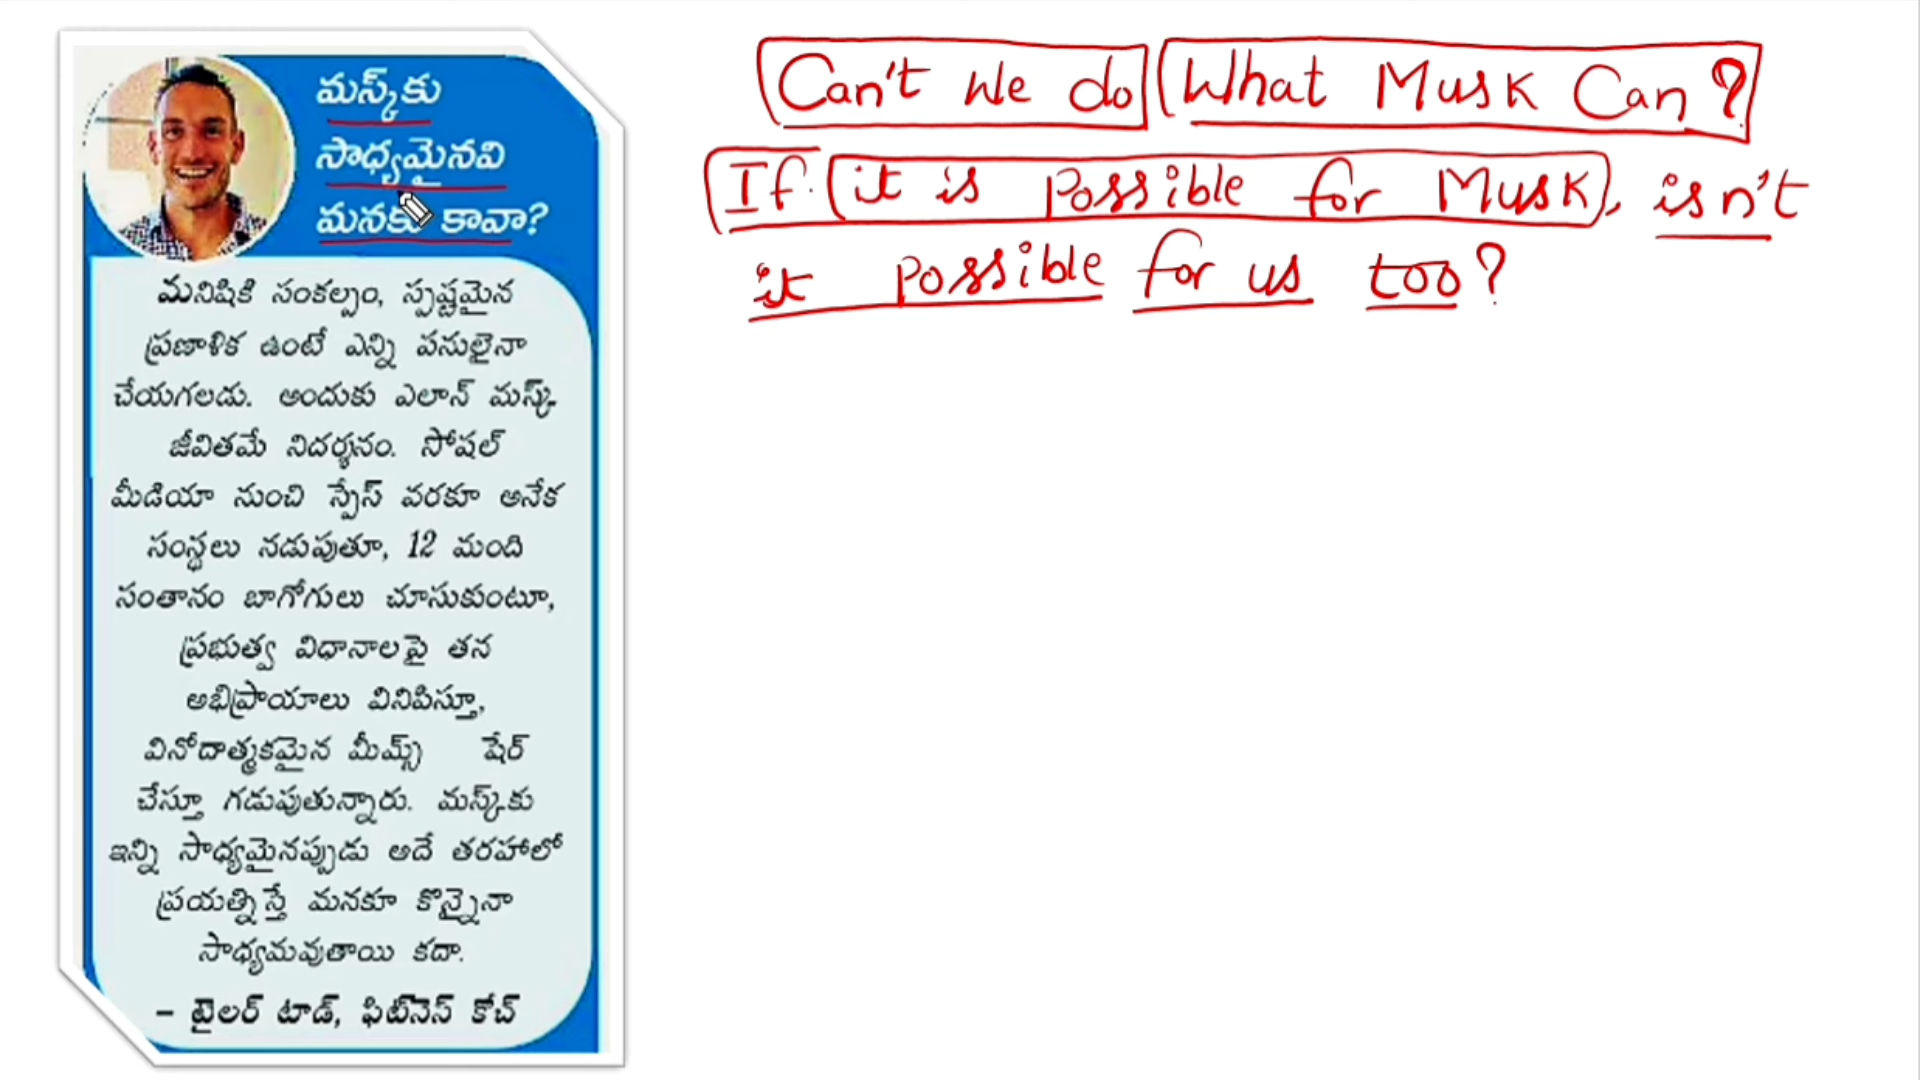 మస్క్‌కు
సాధ్యమైనవి
మనకు కావా?
మనిషికి సంకల్పం, స్పష్టమైన
ప్రణాళిక ఉంటే ఎన్ని పనులైనా
చేయగలడు. అందుకు ఎలాన్ మస్క్
జీవితమే నిదర్శనం. సోషల్
మీడియా నుంచి స్పేస్ వరకూ అనేక
సంస్థలు నడుపుతూ, 12 మంది
సంతానం బాగోగులు చూసుకుంటూ,
ప్రభుత్వ విధానాలపై తన
అభిప్రాయాలు వినిపిస్తూ,
వినోదాత్మకమైన మీమ్స్ షేర్
చేస్తూ గడుపుతున్నారు. మస్క్‌కు
ఇన్ని సాధ్యమైనప్పుడు అదే తరహాలో
ప్రయత్నిస్తే మనకూ కొన్నైనా
సాధ్యమవుతాయి కదా.
– టైలర్ టాడ్, ఫిట్‌నెస్ కోచ్
Can't We do What Musk Can?
If it is possible for Musk, isn't
it possible for us too?